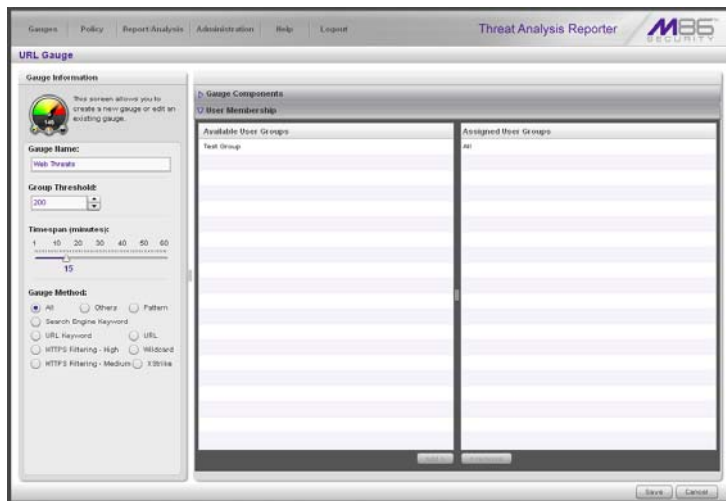 Gauges Policy Report/Analysis Administration Help Logout
Threat Analysis Reporter
M86 SECURITY
URL Gauge
Gauge Information
This screen allows you to create a new gauge or edit an existing gauge.
Gauge Name:
Web Threats
Group Threshold:
200
Timespan (minutes):
1 10 20 30 40 50 60
15
Gauge Method:
All Others Pattern
Search Engine Keyword
URL Keyword URL
HTTPS Filtering - High Wildcard
HTTPS Filtering - Medium XStrike
Gauge Components
User Membership
Available User Groups
Test Group
Assigned User Groups
All
Save Cancel